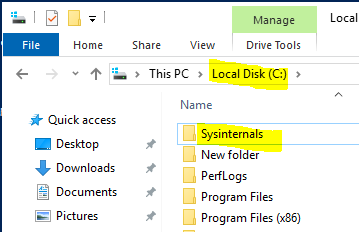 Manage
Local
File
Home
Share
View
Drive Tools
This PC
Local Disk (C:)
Name
Quick access
Sysinternals
Desktop
New folder
Downloads
PerfLogs
Documents
Program Files
Pictures
Program Files (x86)